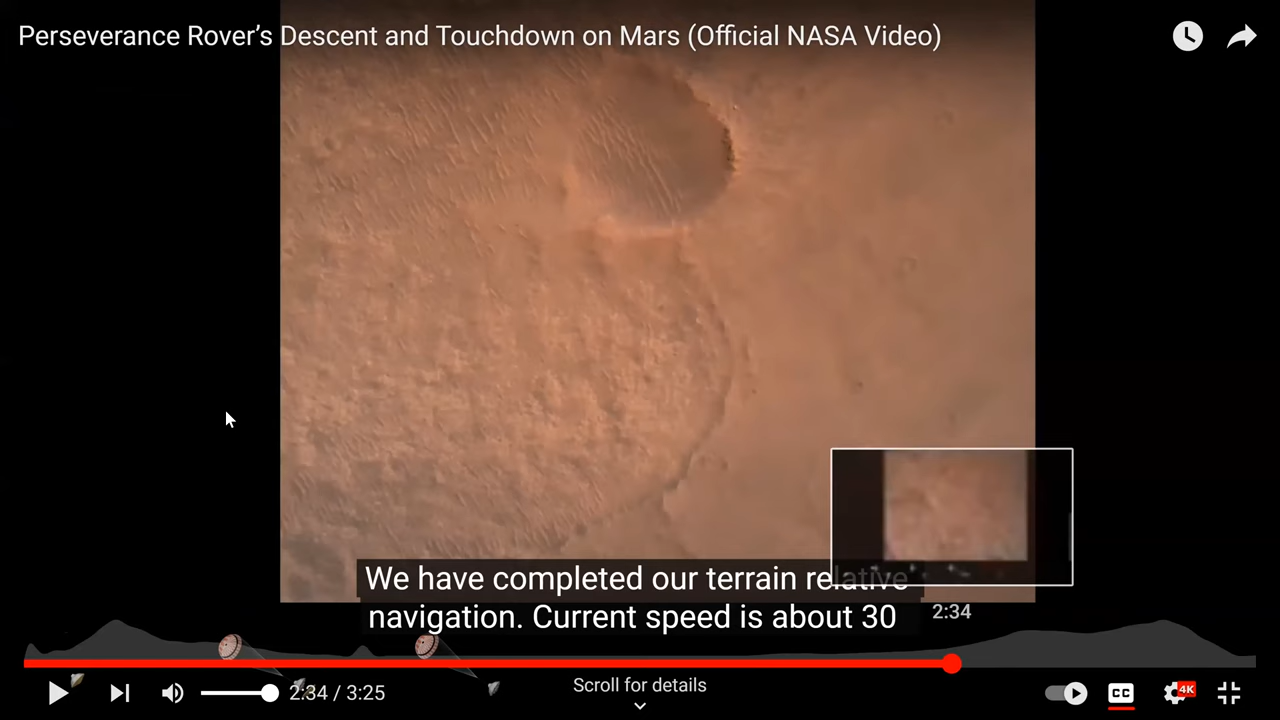 Perseverance Rover’s Descent and Touchdown on Mars (Official NASA Video)
We have completed our terrain relative
navigation. Current speed is about 30
2:34
2:34 / 3:25
Scroll for details
CC
4K